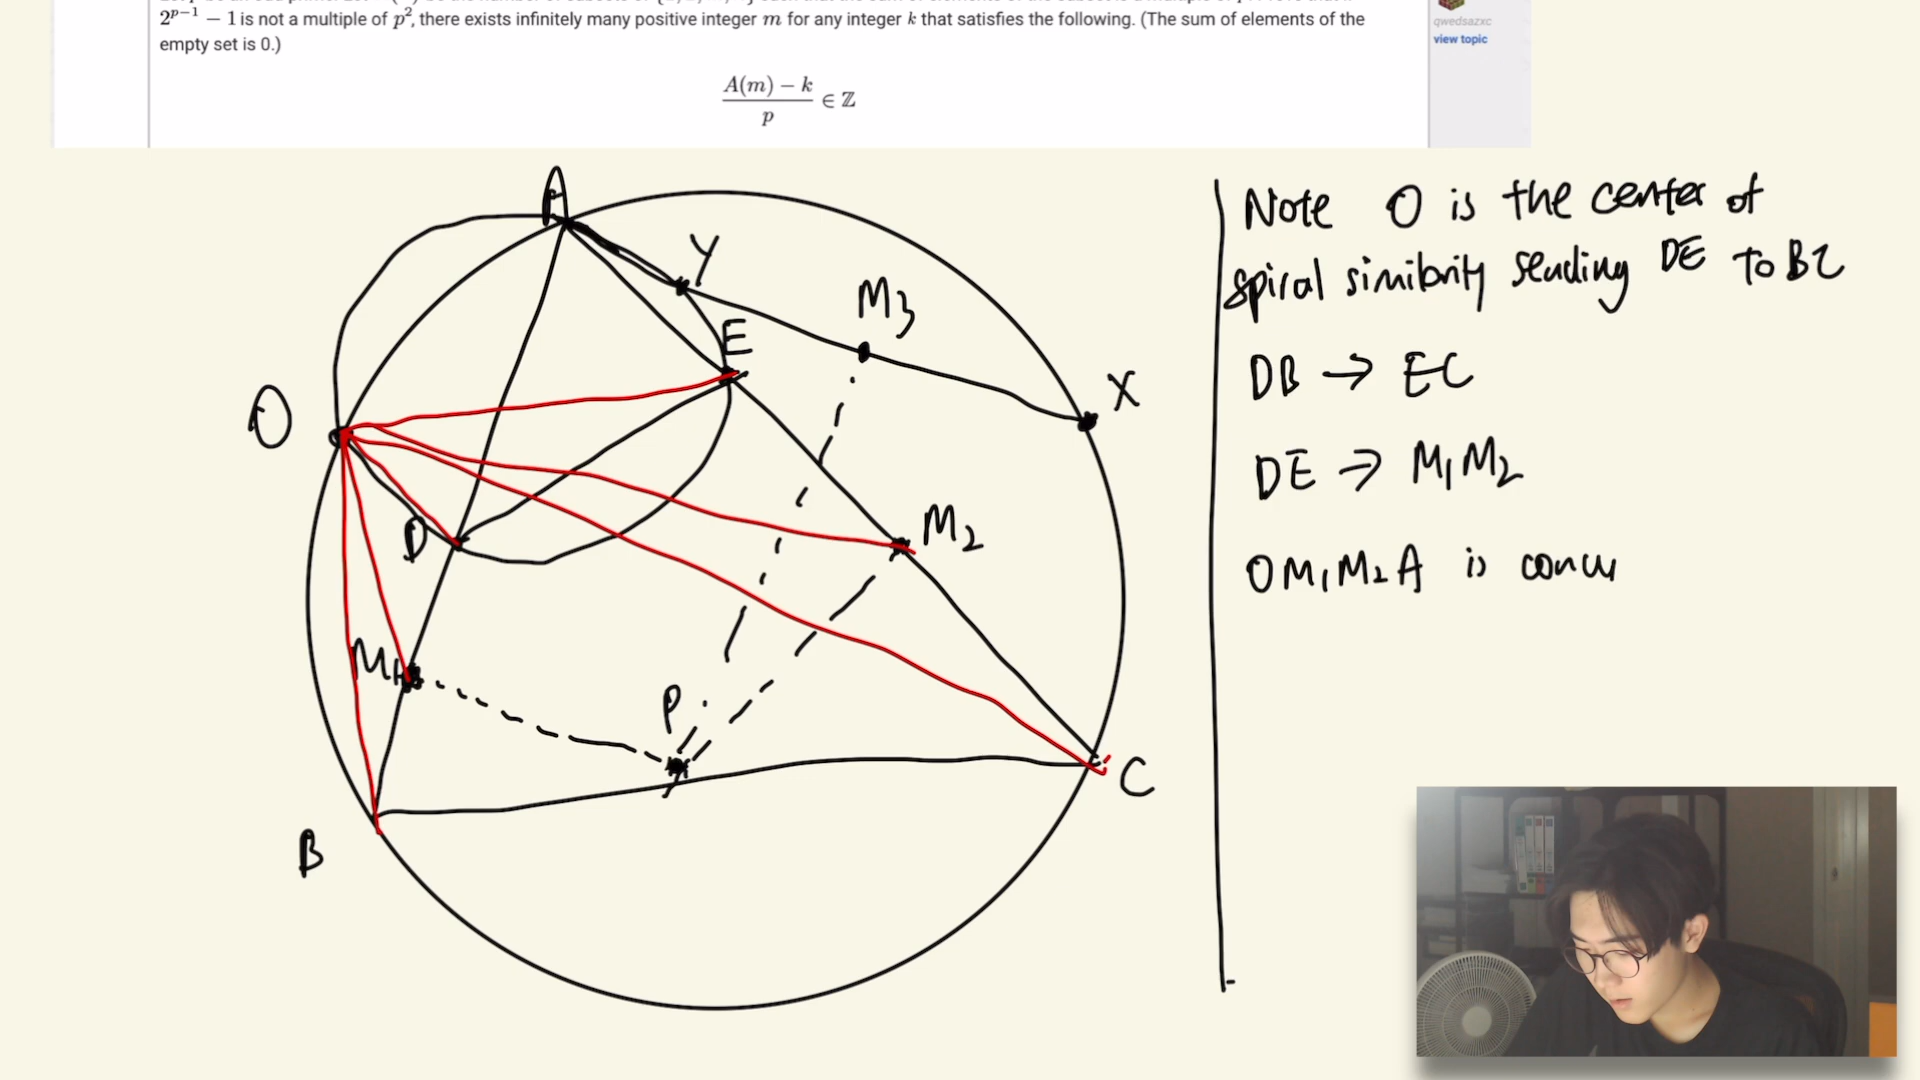 2^{p−1} − 1 is not a multiple of p², there exists infinitely many positive integer m for any integer k that satisfies the following. (The sum of elements of the
empty set is 0.)
qwedsazxc
view topic
A(m) − k
∈ ℤ
p
A
Y
M3
E
X
O
D
M2
M1
P
C
B
Note O is the center of
spiral similarity sending DE to BC
DB → EC
DE → M1M2
OM1M2A is concy